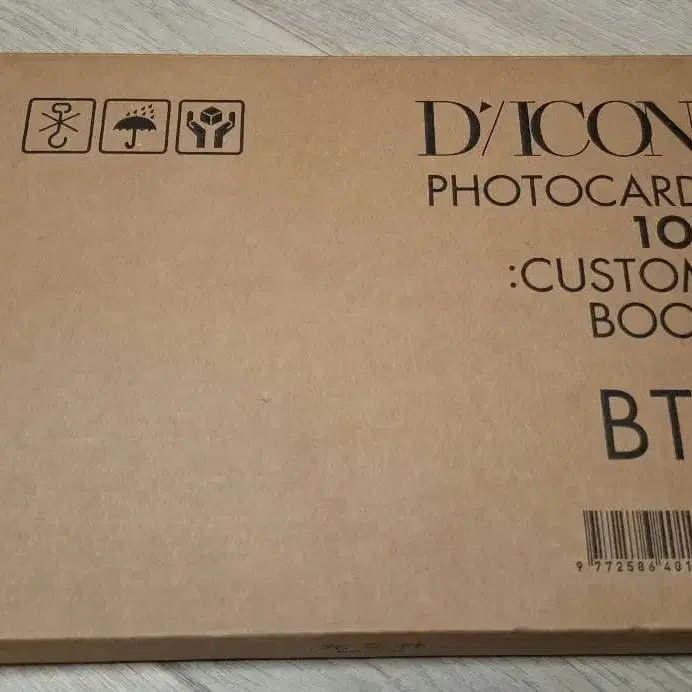 D'/ICON
PHOTOCARD
10
:CUSTOM
BOO
BT
9 772586 401